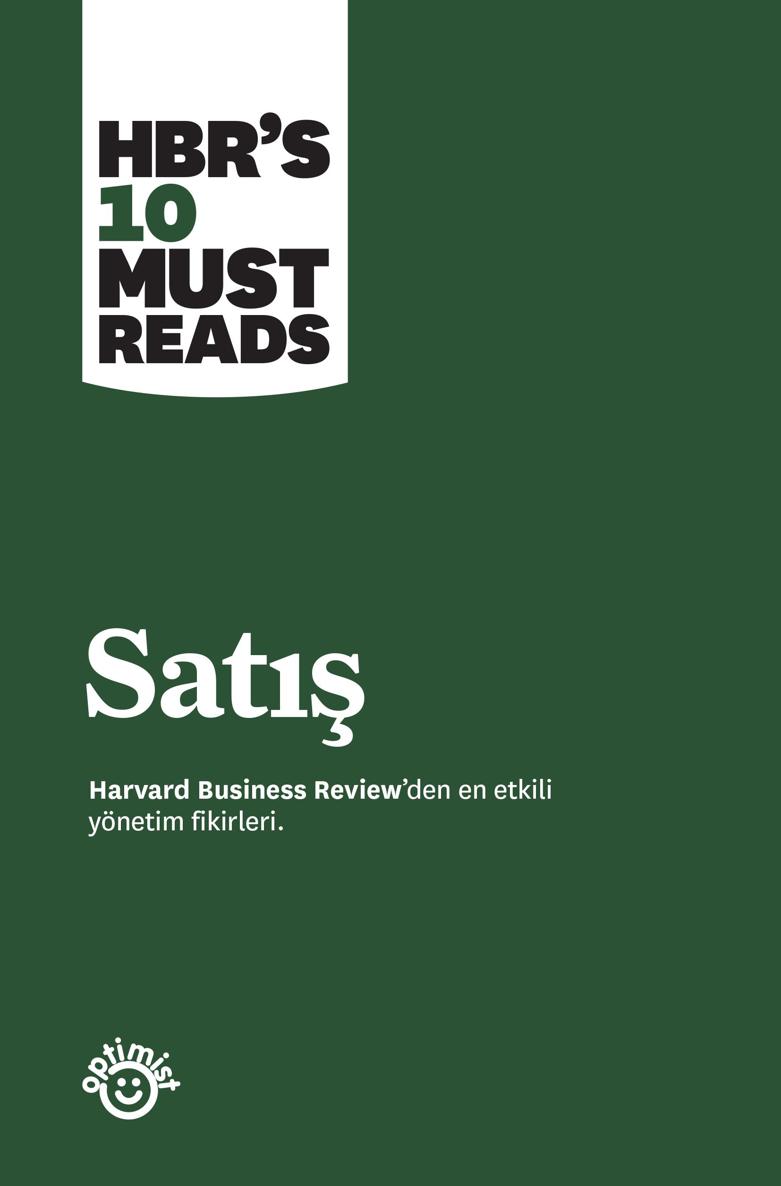 HBR’S
10
MUST
READS
Satış
Harvard Business Review’den en etkili
yönetim fikirleri.
optimist